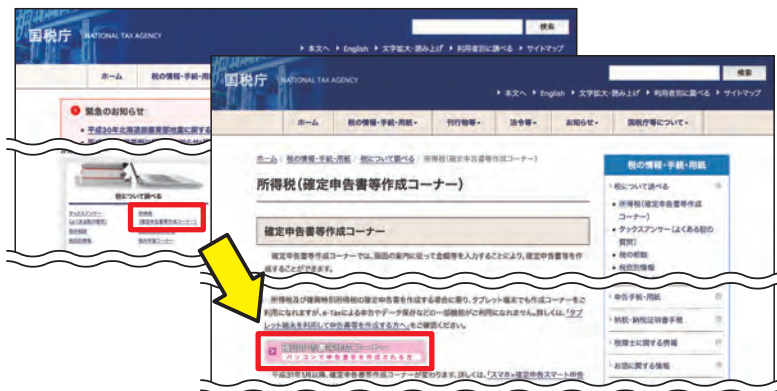 国税庁 NATIONAL TAX AGENCY
検索
本文へ English 文字拡大・読み上げ 利用者別に調べる サイトマップ
ホーム 税の情報・手続・用
緊急のお知らせ
平成30年北海道胆振東部地震に関する
税について調べる
タックスアンサー
(よくある税の質問)
所得税
(確定申告書等作成コーナー)
税の相談
国税庁 NATIONAL TAX AGENCY
検索
本文へ English 文字拡大・読み上げ 利用者別に調べる サイトマップ
ホーム 税の情報・手続・用紙 刊行物等 法令等 お知らせ 国税庁等について
ホーム / 税の情報・手続・用紙 / 税について調べる / 所得税(確定申告書等作成コーナー)
所得税(確定申告書等作成コーナー)
確定申告書等作成コーナー
確定申告書等作成コーナーでは、画面の案内に従って金額等を入力することにより、確定申告書等を作
成することができます。
所得税及び復興特別所得税の確定申告書を作成する場合に限り、タブレット端末でも作成コーナーをご
利用になれますが、e-Taxによる申告やデータ保存などの一部機能がご利用になれません。詳しくは、「タブ
レット端末を利用して申告書等を作成する方へ」をご確認ください。
確定申告書等作成コーナー
パソコンで申告書等を作成される方
平成31年1月以降、確定申告書等作成コーナーが変わります。詳しくは、「スマホ×確定申告スマート申告
税の情報・手続・用紙
税について調べる
所得税(確定申告書等作成
コーナー)
タックスアンサー(よくある税の
質問)
税の相談
税目別情報
申告手続・用紙
納税・納税証明書手続
税理士に関する情報
お酒に関する情報